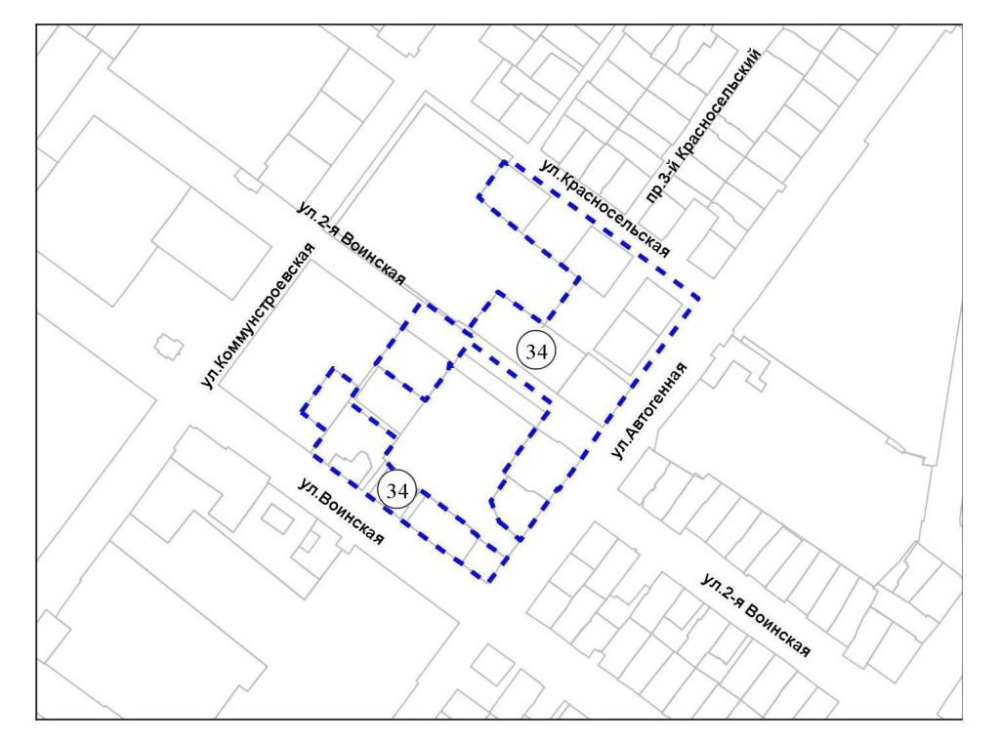 пр.3-й Красносельский
ул.Красносельская
ул.2-я Воинская
ул.Коммунстроевская
34
ул.Автогенная
34
ул.Воинская
ул.2-я Воинская